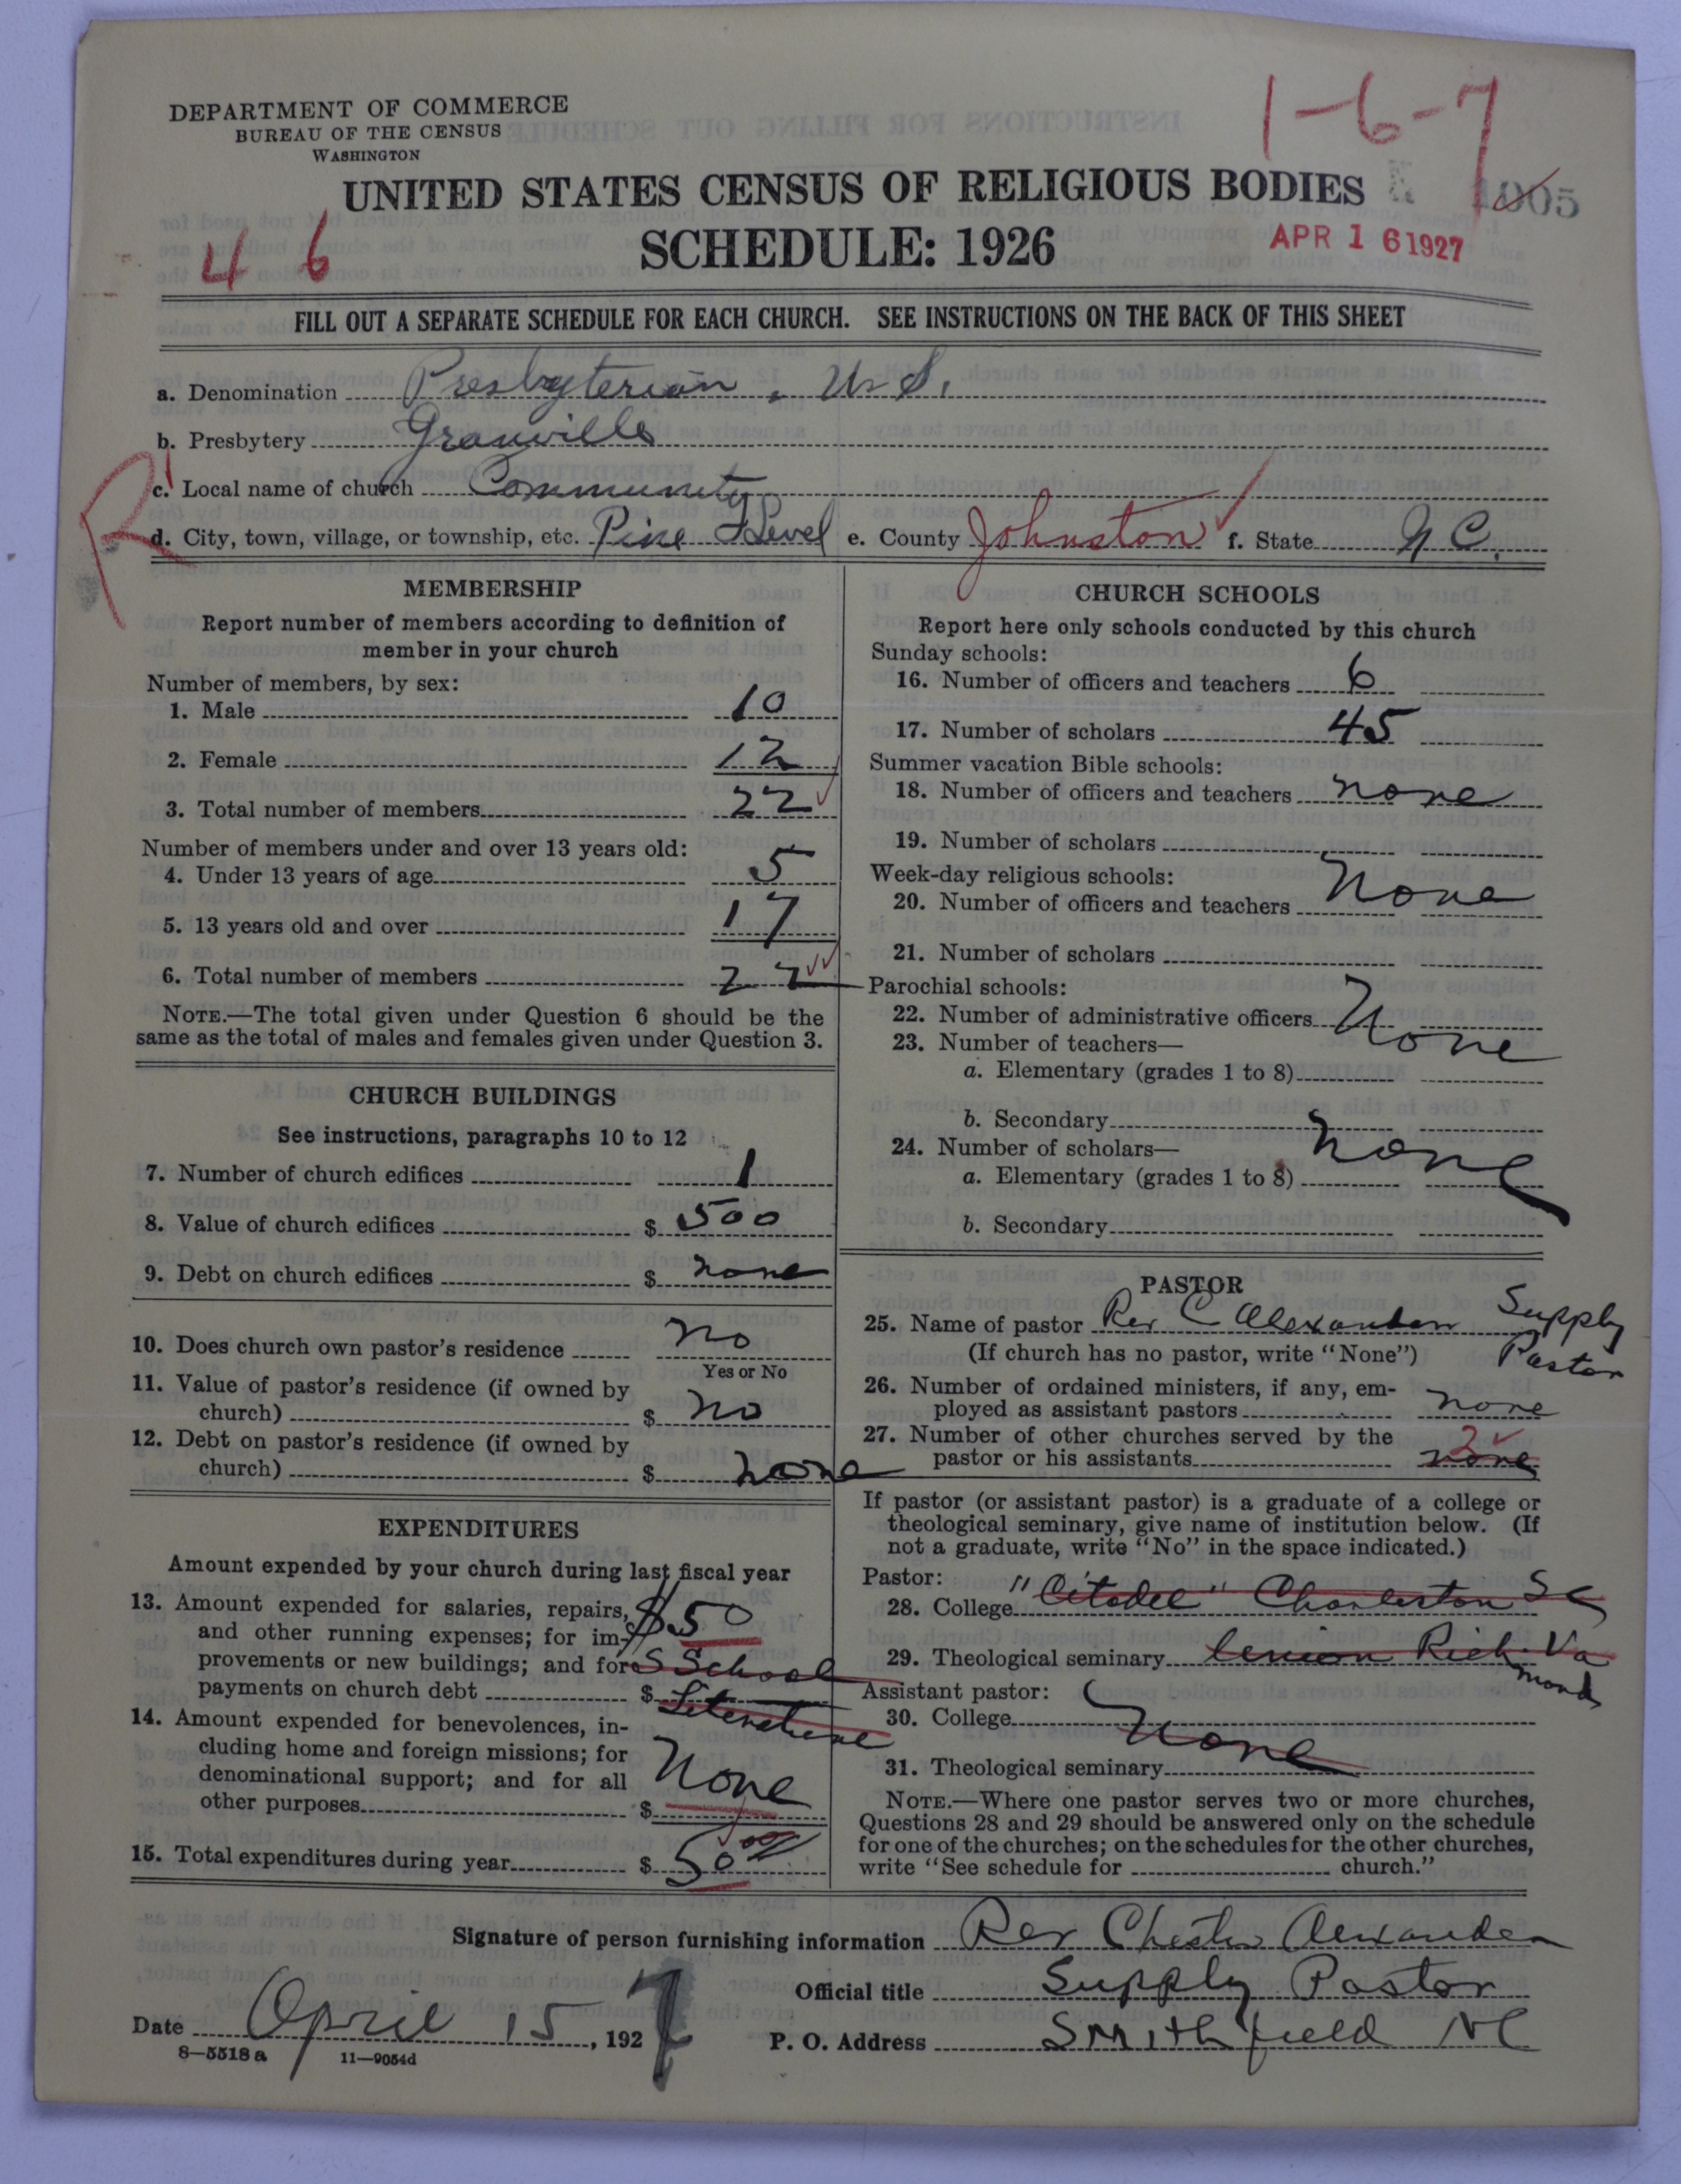 DEPARTMENT OF COMMERCE
BUREAU OF THE CENSUS
WASHINGTON
1-6-7
UNITED STATES CENSUS OF RELIGIOUS BODIES
1005
SCHEDULE: 1926
APR 16 1927
4 6
FILL OUT A SEPARATE SCHEDULE FOR EACH CHURCH. SEE INSTRUCTIONS ON THE BACK OF THIS SHEET
a. Denomination Presbyterian, U.S.
b. Presbytery Granville
R
c. Local name of church Community
d. City, town, village, or township, etc. Pine Level e. County Johnston f. State N C.
MEMBERSHIP
Report number of members according to definition of
member in your church
Number of members, by sex:
1. Male 10
2. Female 12
3. Total number of members 22
Number of members under and over 13 years old:
4. Under 13 years of age 5
5. 13 years old and over 17
6. Total number of members 22
NOTE.—The total given under Question 6 should be the
same as the total of males and females given under Question 3.
CHURCH BUILDINGS
See instructions, paragraphs 10 to 12
7. Number of church edifices 1
8. Value of church edifices $ 500
9. Debt on church edifices $ none
10. Does church own pastor's residence no
Yes or No
11. Value of pastor's residence (if owned by
church) $ no
12. Debt on pastor's residence (if owned by
church) $ none
EXPENDITURES
Amount expended by your church during last fiscal year
13. Amount expended for salaries, repairs, $50
and other running expenses; for im-
provements or new buildings; and for S School
payments on church debt $ Literature
14. Amount expended for benevolences, in-
cluding home and foreign missions; for
denominational support; and for all None
other purposes $
15. Total expenditures during year $ 50 00
CHURCH SCHOOLS
Report here only schools conducted by this church
Sunday schools:
16. Number of officers and teachers 6
17. Number of scholars 45
Summer vacation Bible schools:
18. Number of officers and teachers none
19. Number of scholars
Week-day religious schools:
20. Number of officers and teachers None
21. Number of scholars
Parochial schools:
22. Number of administrative officers None
23. Number of teachers—
a. Elementary (grades 1 to 8)
b. Secondary
24. Number of scholars— none
a. Elementary (grades 1 to 8)
b. Secondary
PASTOR
25. Name of pastor Rev C Alexander Supply
(If church has no pastor, write "None") Pastor
26. Number of ordained ministers, if any, em-
ployed as assistant pastors none
27. Number of other churches served by the 2
pastor or his assistants none
If pastor (or assistant pastor) is a graduate of a college or
theological seminary, give name of institution below. (If
not a graduate, write "No" in the space indicated.)
Pastor:
28. College "Citadel" Charleston SC
29. Theological seminary Union Richmond Va
Assistant pastor:
30. College None
31. Theological seminary
NOTE.—Where one pastor serves two or more churches,
Questions 28 and 29 should be answered only on the schedule
for one of the churches; on the schedules for the other churches,
write "See schedule for church."
Signature of person furnishing information Rev Chester Alexander
Official title Supply Pastor
Date April 15, 1927
P. O. Address Smithfield NC
8—5518 a 11—9054d